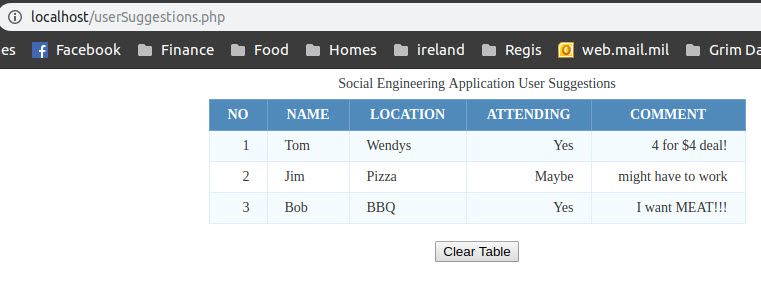 localhost/userSuggestions.php
es Facebook Finance Food Homes ireland Regis web.mail.mil Grim Da
Social Engineering Application User Suggestions
NO NAME LOCATION ATTENDING COMMENT
1 Tom Wendys Yes 4 for $4 deal!
2 Jim Pizza Maybe might have to work
3 Bob BBQ Yes I want MEAT!!!
Clear Table